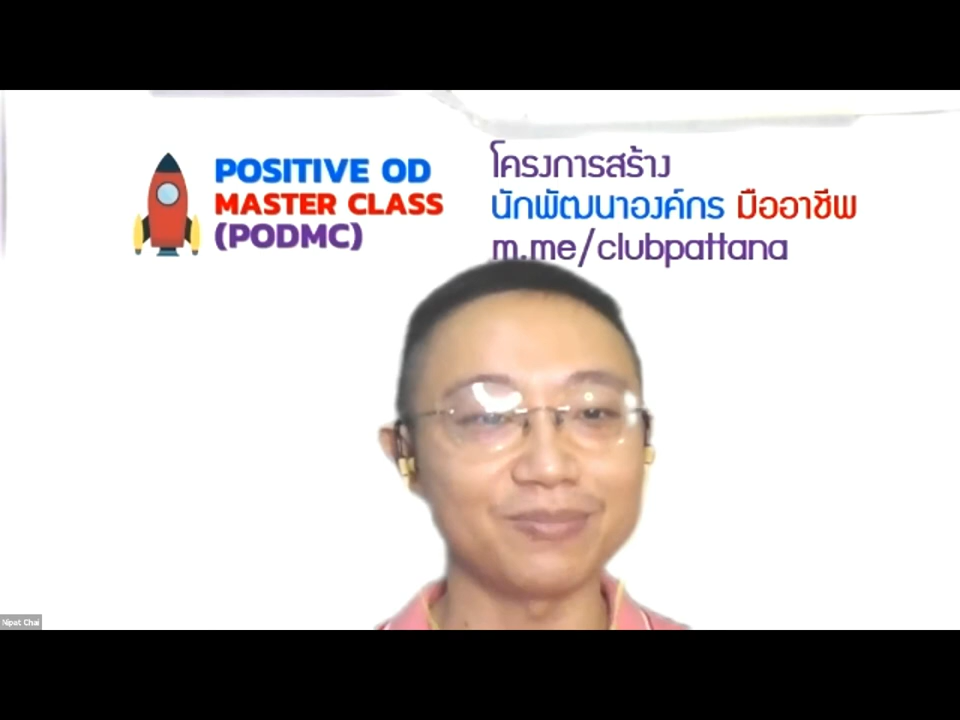 POSITIVE OD
MASTER CLASS
(PODMC)
โครงการสร้าง
นักพัฒนาองค์กร มืออาชีพ
m.me/clubpattana
Nipat Chai